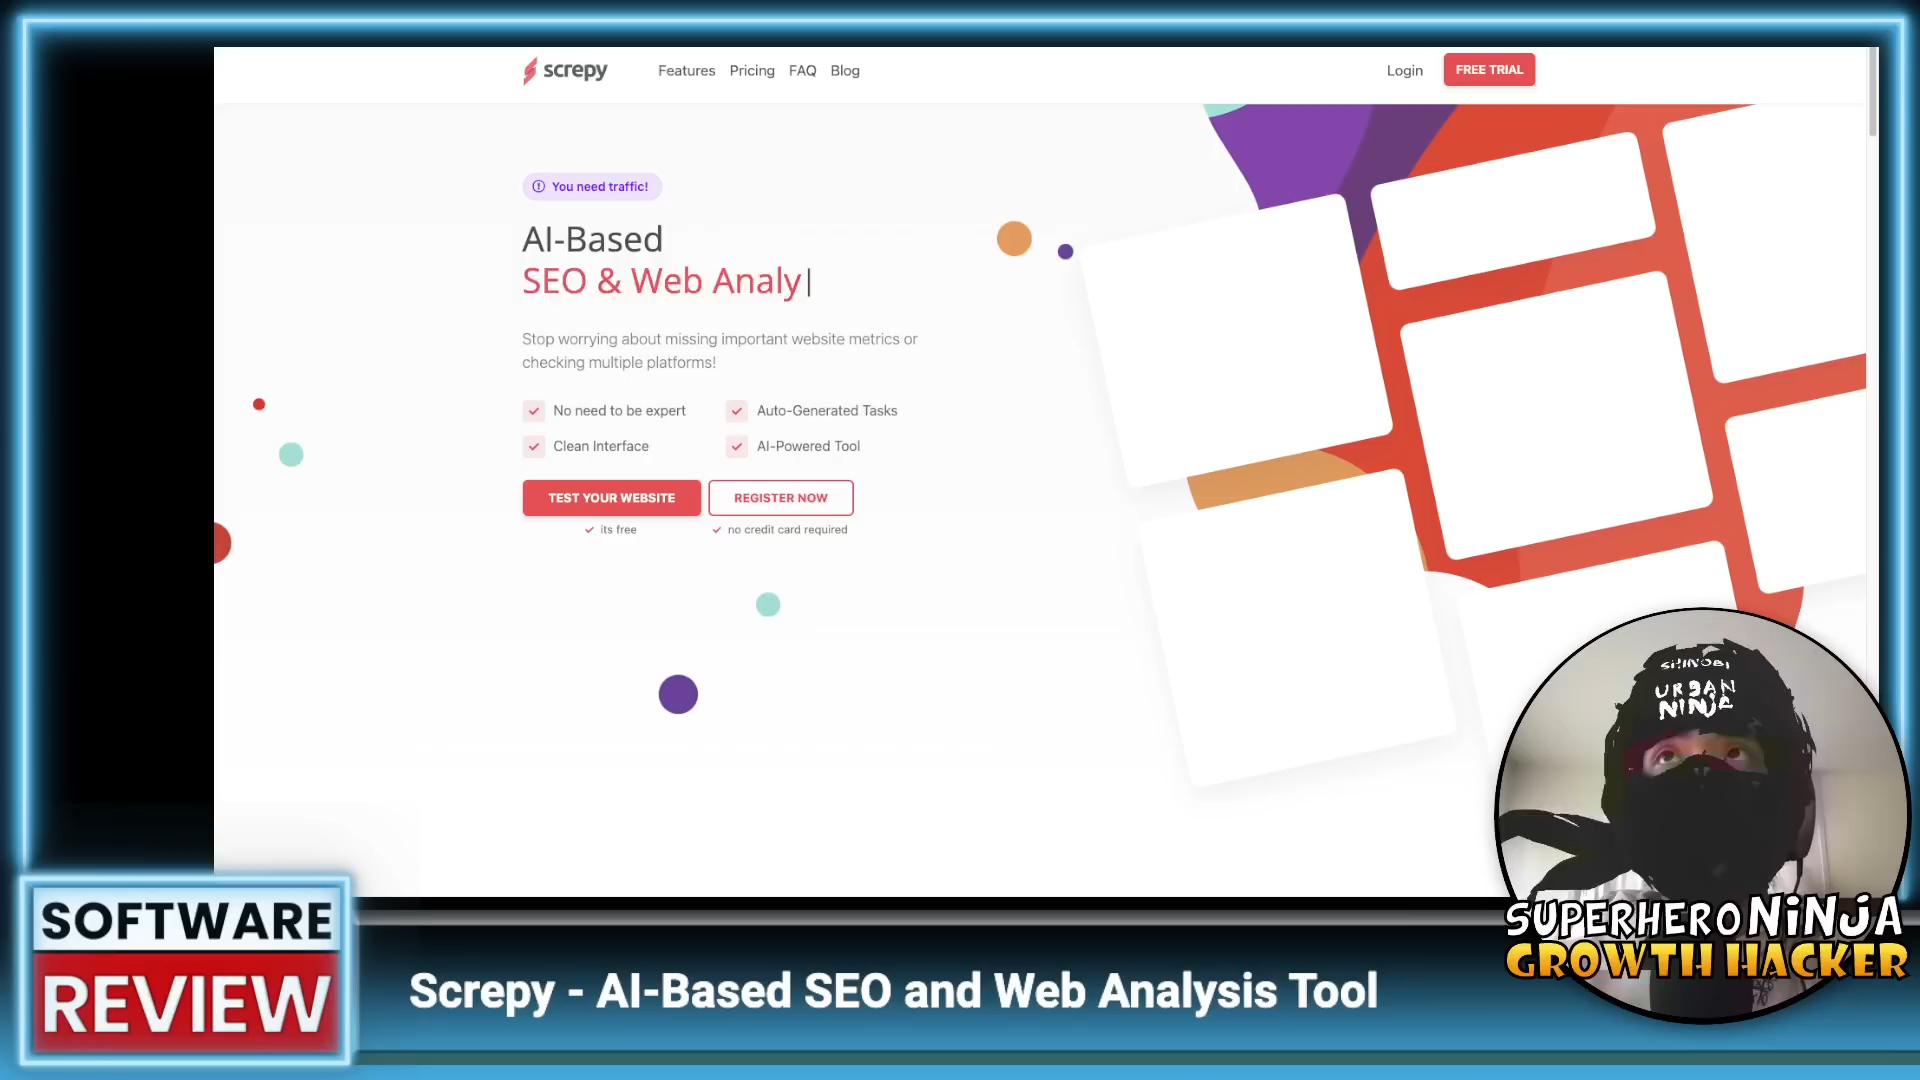 screpy
Features Pricing FAQ Blog
Login FREE TRIAL
You need traffic!
AI-Based
SEO & Web Analy|
Stop worrying about missing important website metrics or
checking multiple platforms!
No need to be expert
Auto-Generated Tasks
Clean Interface
AI-Powered Tool
TEST YOUR WEBSITE
REGISTER NOW
its free
no credit card required
SHINOBI
URBAN
NINJA
SUPERHERO NiNJA
GROWTH HACKER
SOFTWARE
REVIEW
Screpy - AI-Based SEO and Web Analysis Tool